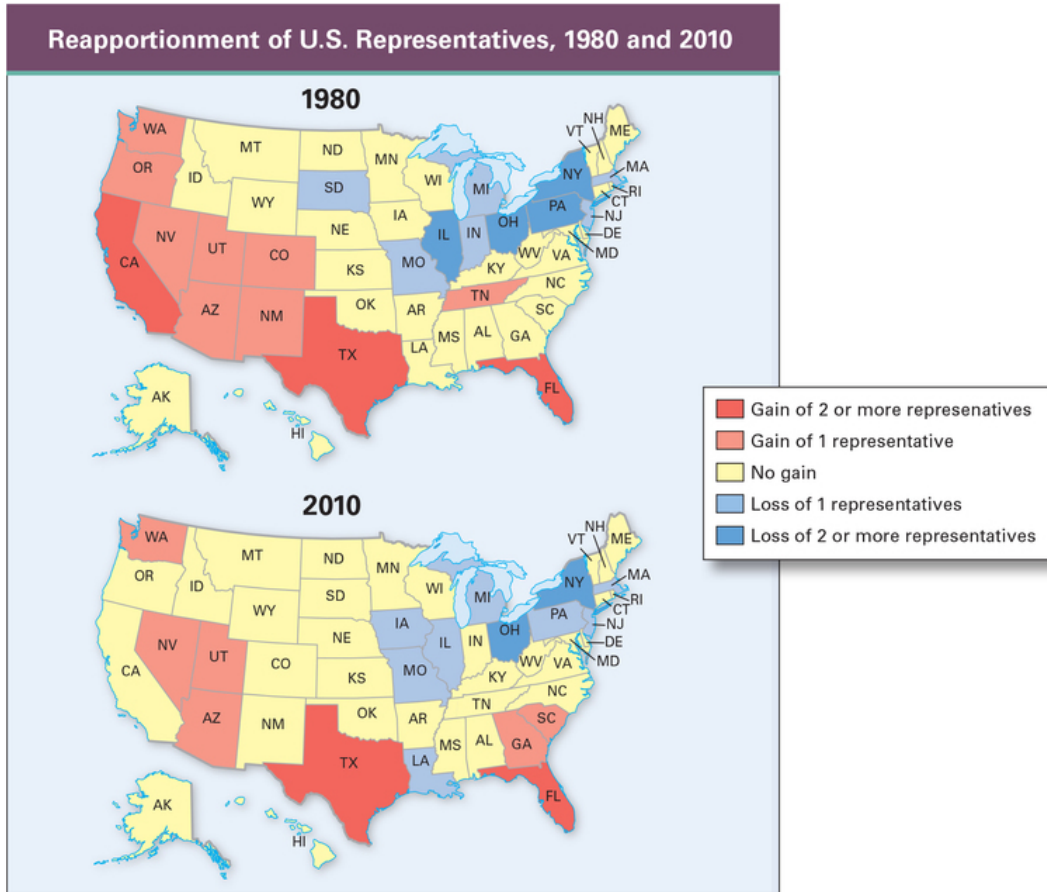 Reapportionment of U.S. Representatives, 1980 and 2010
1980
WA
MT
ND
MN
VT
NH
ME
OR
ID
SD
WI
MI
NY
MA
RI
CT
WY
IA
PA
NJ
NV
NE
IL
IN
OH
DE
MD
UT
CO
CA
KS
MO
KY
WV
VA
NC
AZ
NM
OK
AR
TN
SC
TX
LA
MS
AL
GA
FL
AK
HI
Gain of 2 or more represenatives
Gain of 1 representative
No gain
Loss of 1 representatives
Loss of 2 or more representatives
2010
WA
MT
ND
MN
VT
NH
ME
OR
ID
SD
WI
MI
NY
MA
RI
CT
WY
IA
PA
NJ
NV
NE
IL
IN
OH
DE
MD
UT
CO
CA
KS
MO
KY
WV
VA
NC
AZ
NM
OK
AR
TN
SC
TX
LA
MS
AL
GA
FL
AK
HI